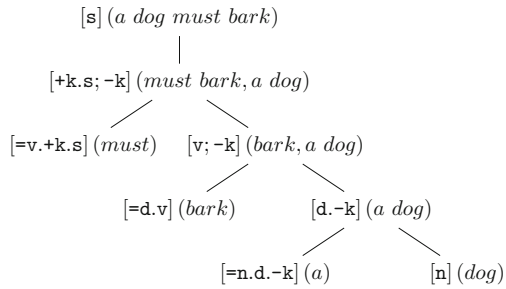 [s] (a dog must bark)
[+k.s; -k] (must bark, a dog)
[=v.+k.s] (must) [v; -k] (bark, a dog)
[=d.v] (bark) [d.-k] (a dog)
[=n.d.-k] (a) [n] (dog)